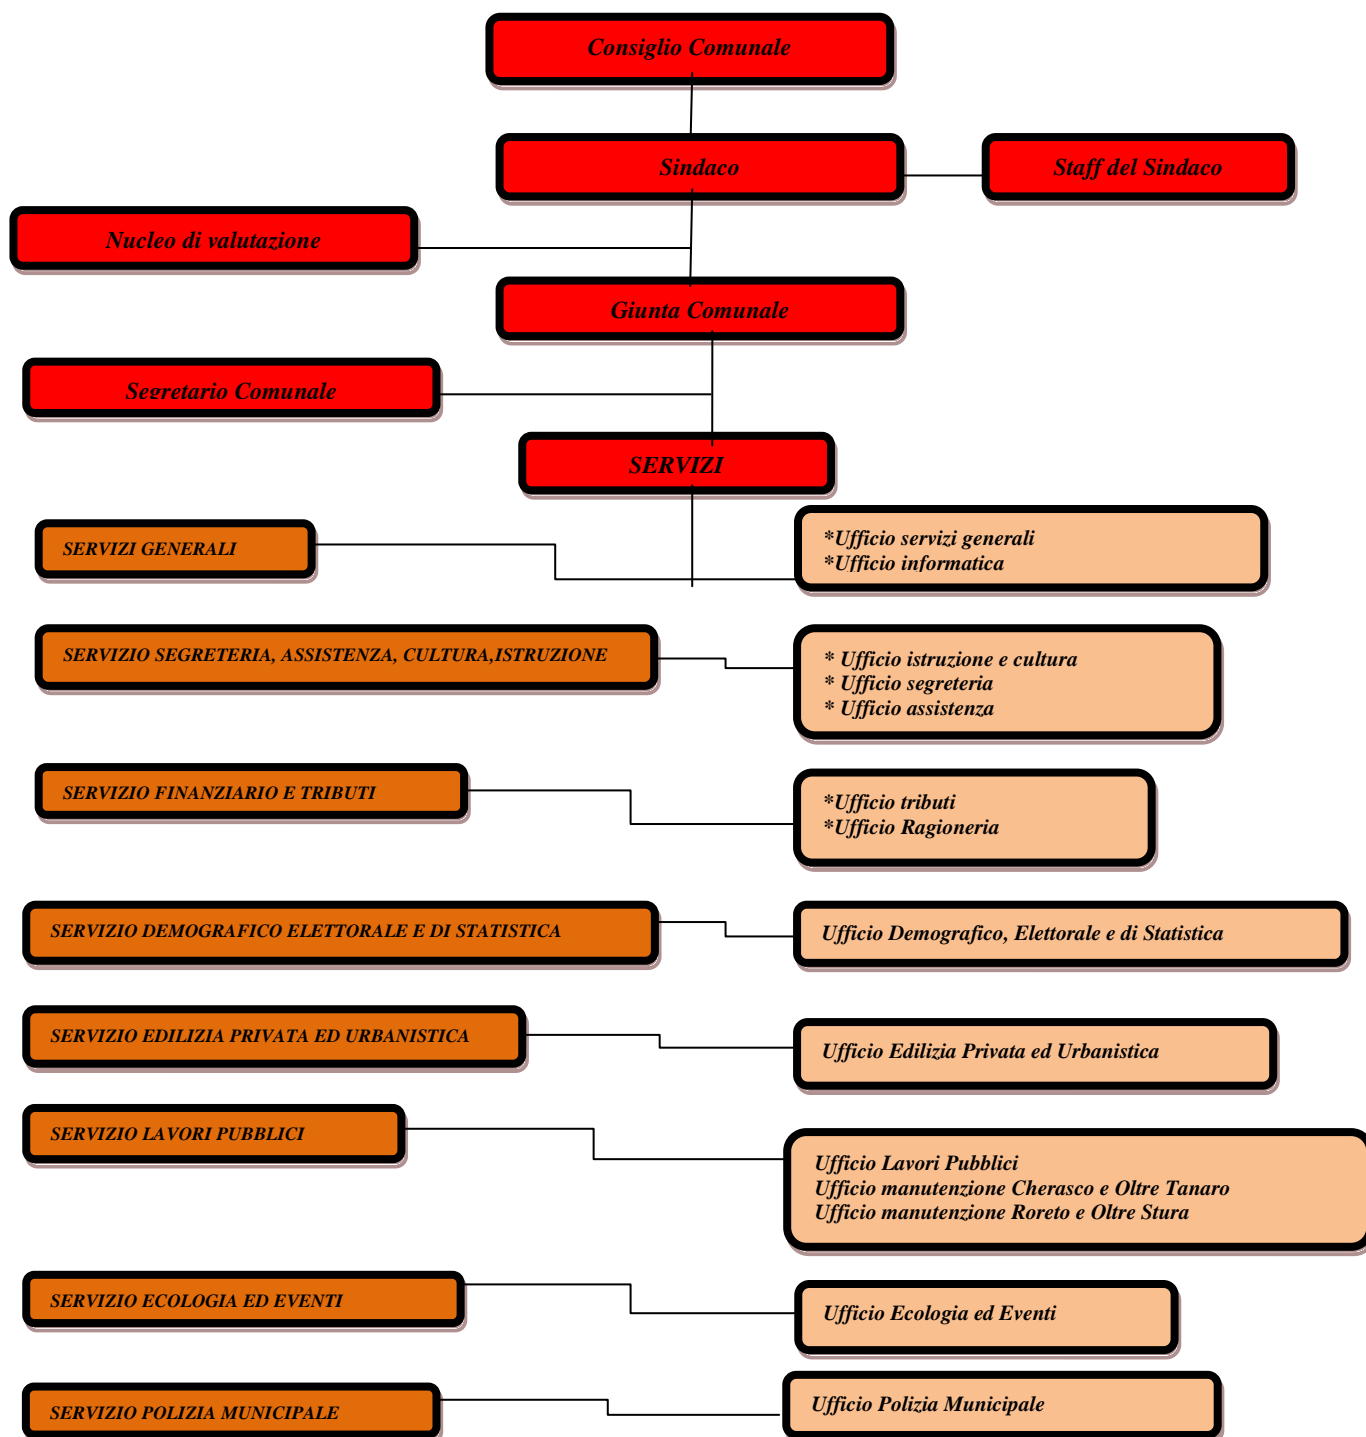 Consiglio Comunale
Sindaco
Staff del Sindaco
Nucleo di valutazione
Giunta Comunale
Segretario Comunale
SERVIZI
SERVIZI GENERALI
*Ufficio servizi generali
*Ufficio informatica
SERVIZIO SEGRETERIA, ASSISTENZA, CULTURA,ISTRUZIONE
* Ufficio istruzione e cultura
* Ufficio segreteria
* Ufficio assistenza
SERVIZIO FINANZIARIO E TRIBUTI
*Ufficio tributi
*Ufficio Ragioneria
SERVIZIO DEMOGRAFICO ELETTORALE E DI STATISTICA
Ufficio Demografico, Elettorale e di Statistica
SERVIZIO EDILIZIA PRIVATA ED URBANISTICA
Ufficio Edilizia Privata ed Urbanistica
SERVIZIO LAVORI PUBBLICI
Ufficio Lavori Pubblici
Ufficio manutenzione Cherasco e Oltre Tanaro
Ufficio manutenzione Roreto e Oltre Stura
SERVIZIO ECOLOGIA ED EVENTI
Ufficio Ecologia ed Eventi
SERVIZIO POLIZIA MUNICIPALE
Ufficio Polizia Municipale